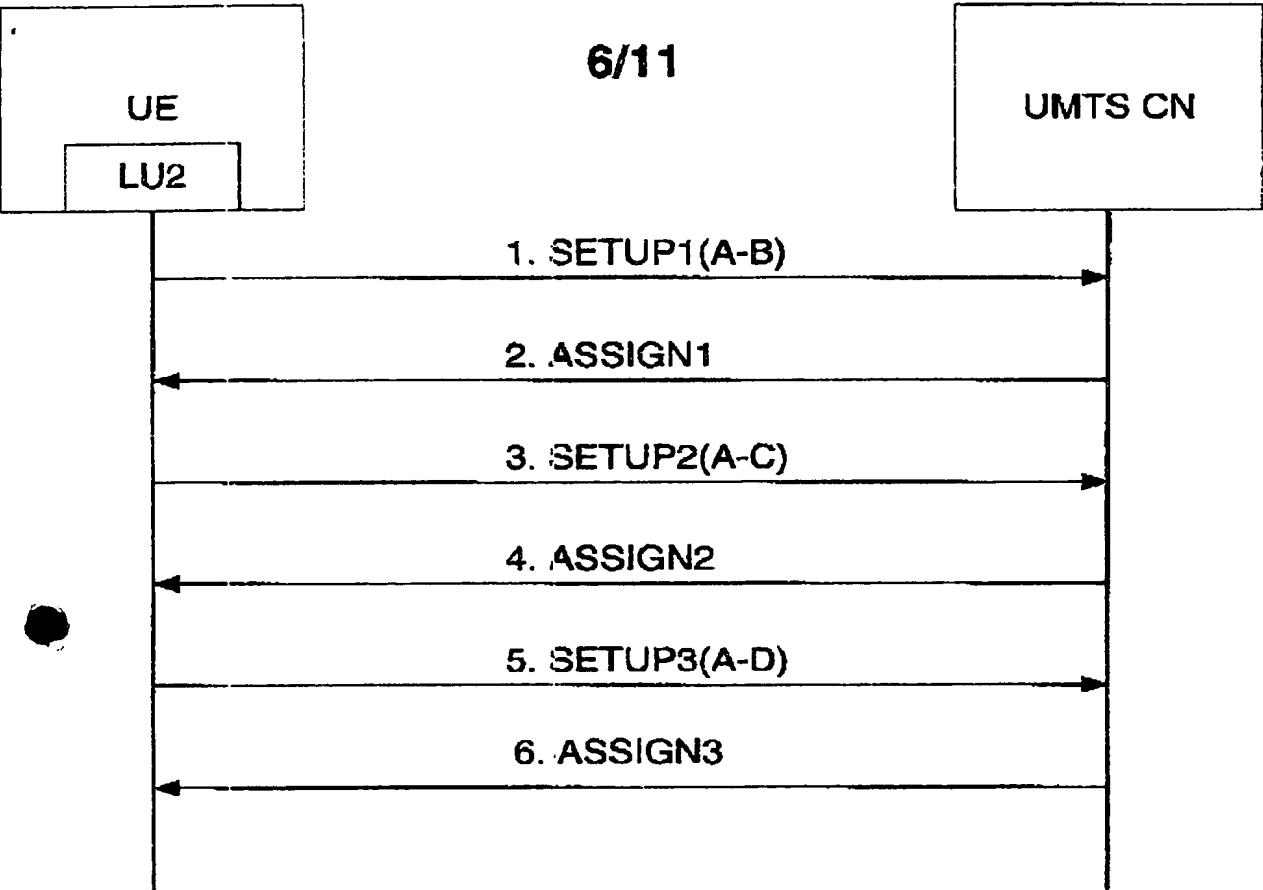 6/11
UE
UMTS CN
LU2
1. SETUP1(A-B)
2. ASSIGN1
3. SETUP2(A-C)
4. ASSIGN2
5. SETUP3(A-D)
6. ASSIGN3